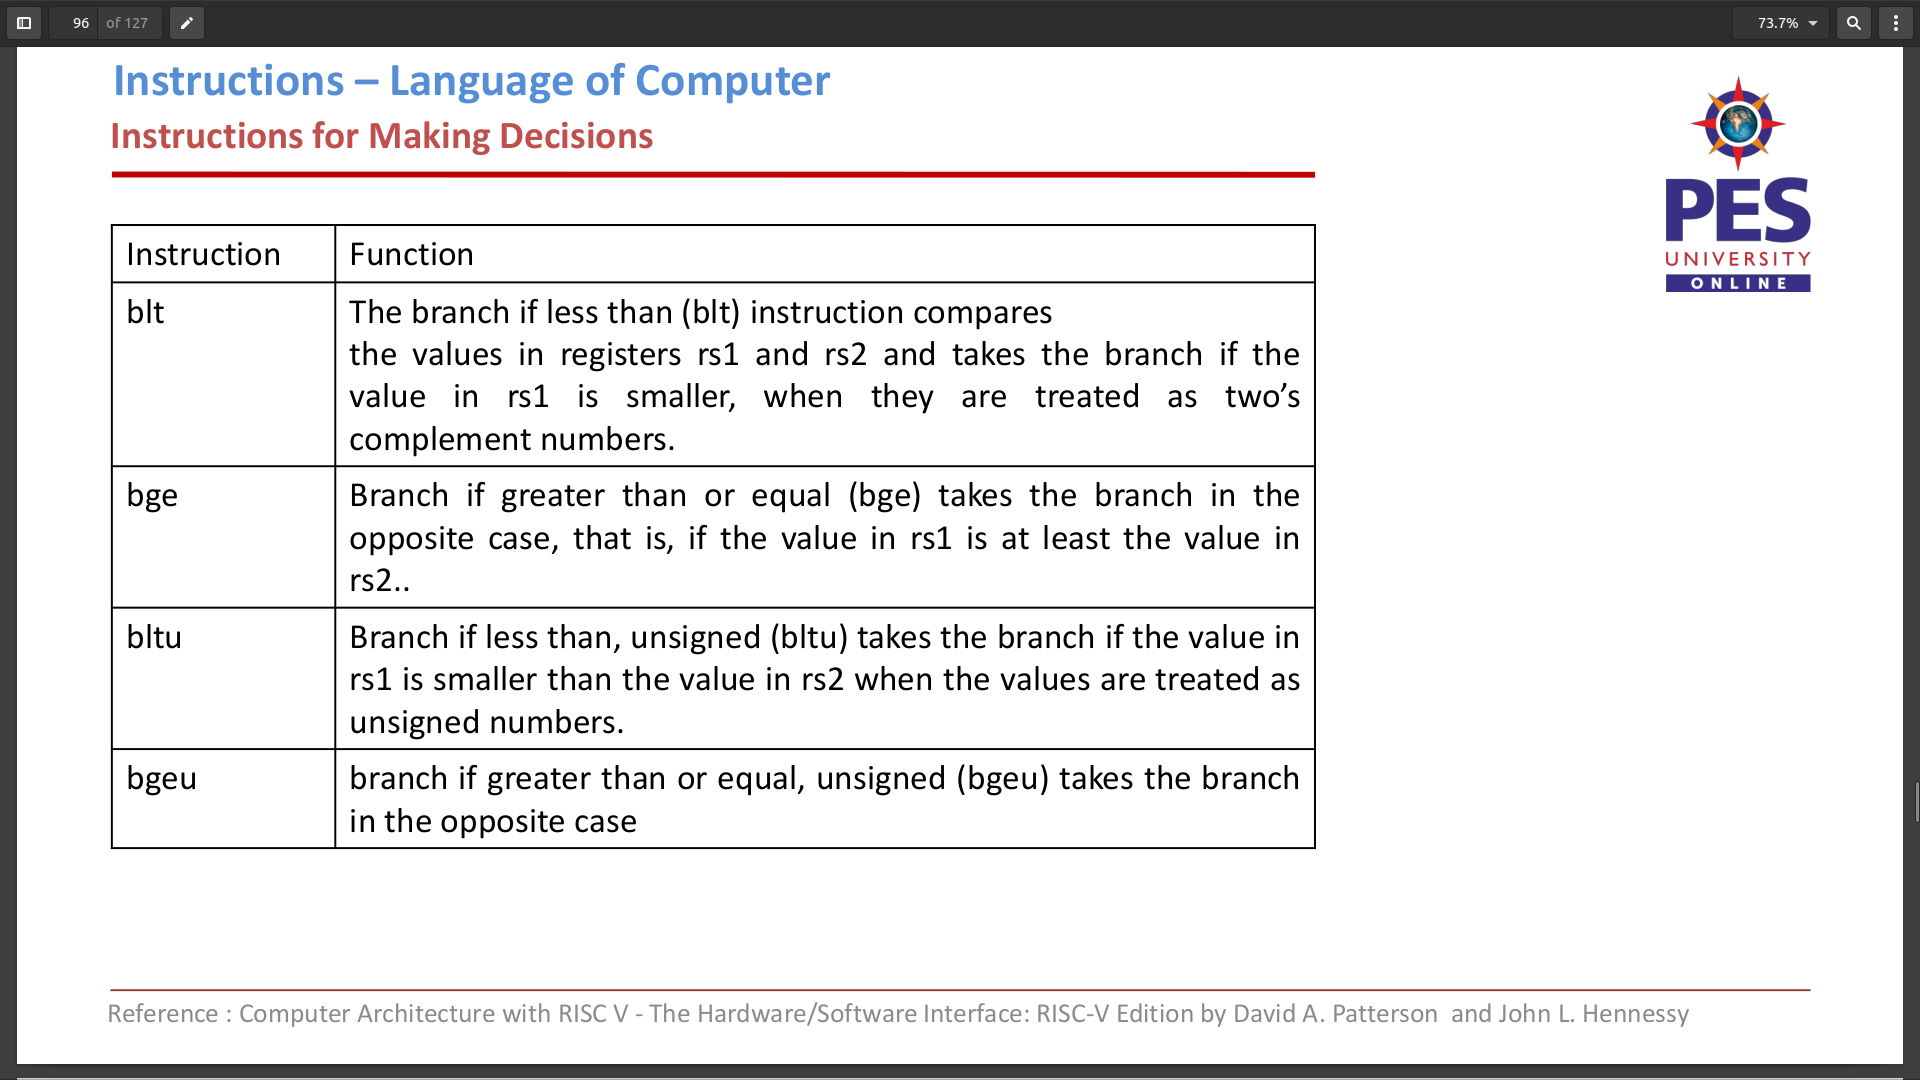 96 of 127
73.7%
Instructions – Language of Computer
Instructions for Making Decisions
PES
UNIVERSITY
ONLINE
Instruction Function
blt The branch if less than (blt) instruction compares
the values in registers rs1 and rs2 and takes the branch if the
value in rs1 is smaller, when they are treated as two’s
complement numbers.
bge Branch if greater than or equal (bge) takes the branch in the
opposite case, that is, if the value in rs1 is at least the value in
rs2..
bltu Branch if less than, unsigned (bltu) takes the branch if the value in
rs1 is smaller than the value in rs2 when the values are treated as
unsigned numbers.
bgeu branch if greater than or equal, unsigned (bgeu) takes the branch
in the opposite case
Reference : Computer Architecture with RISC V - The Hardware/Software Interface: RISC-V Edition by David A. Patterson and John L. Hennessy